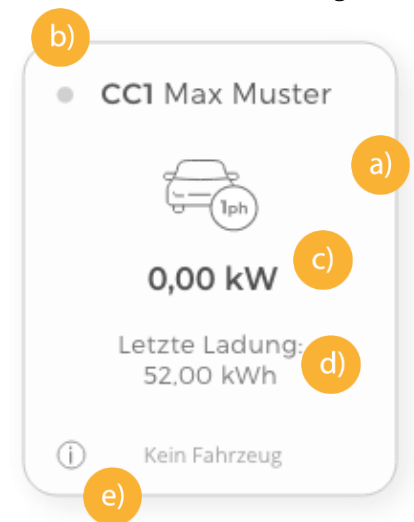 b)
CC1 Max Muster
a)
1ph
0,00 kW
c)
Letzte Ladung:
52,00 kWh
d)
i
Kein Fahrzeug
e)